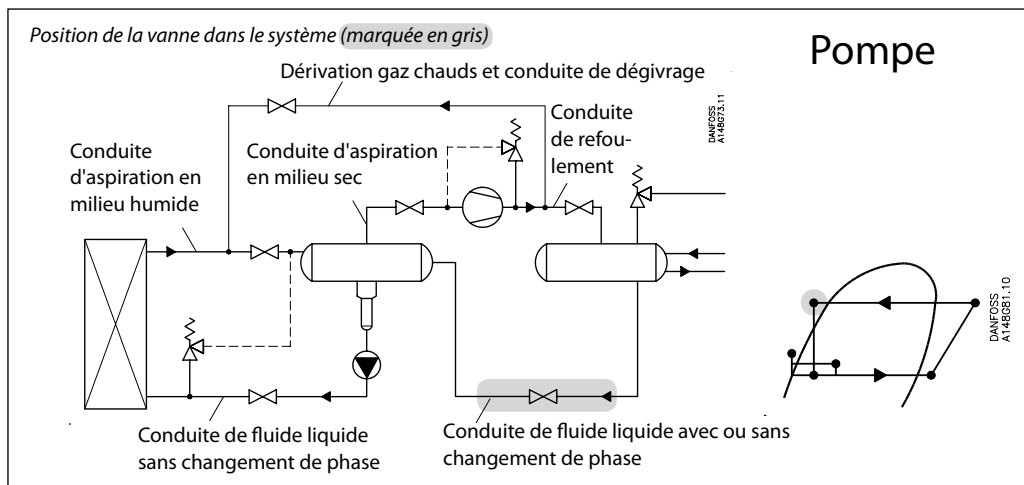 Position de la vanne dans le système (marquée en gris)
Pompe
Dérivation gaz chauds et conduite de dégivrage
DANFOSS
A148G73.11
Conduite
de refou-
lement
Conduite
d'aspiration en
milieu humide
Conduite d'aspiration
en milieu sec
DANFOSS
A148G81.10
Conduite de fluide liquide
sans changement de phase
Conduite de fluide liquide avec ou sans
changement de phase